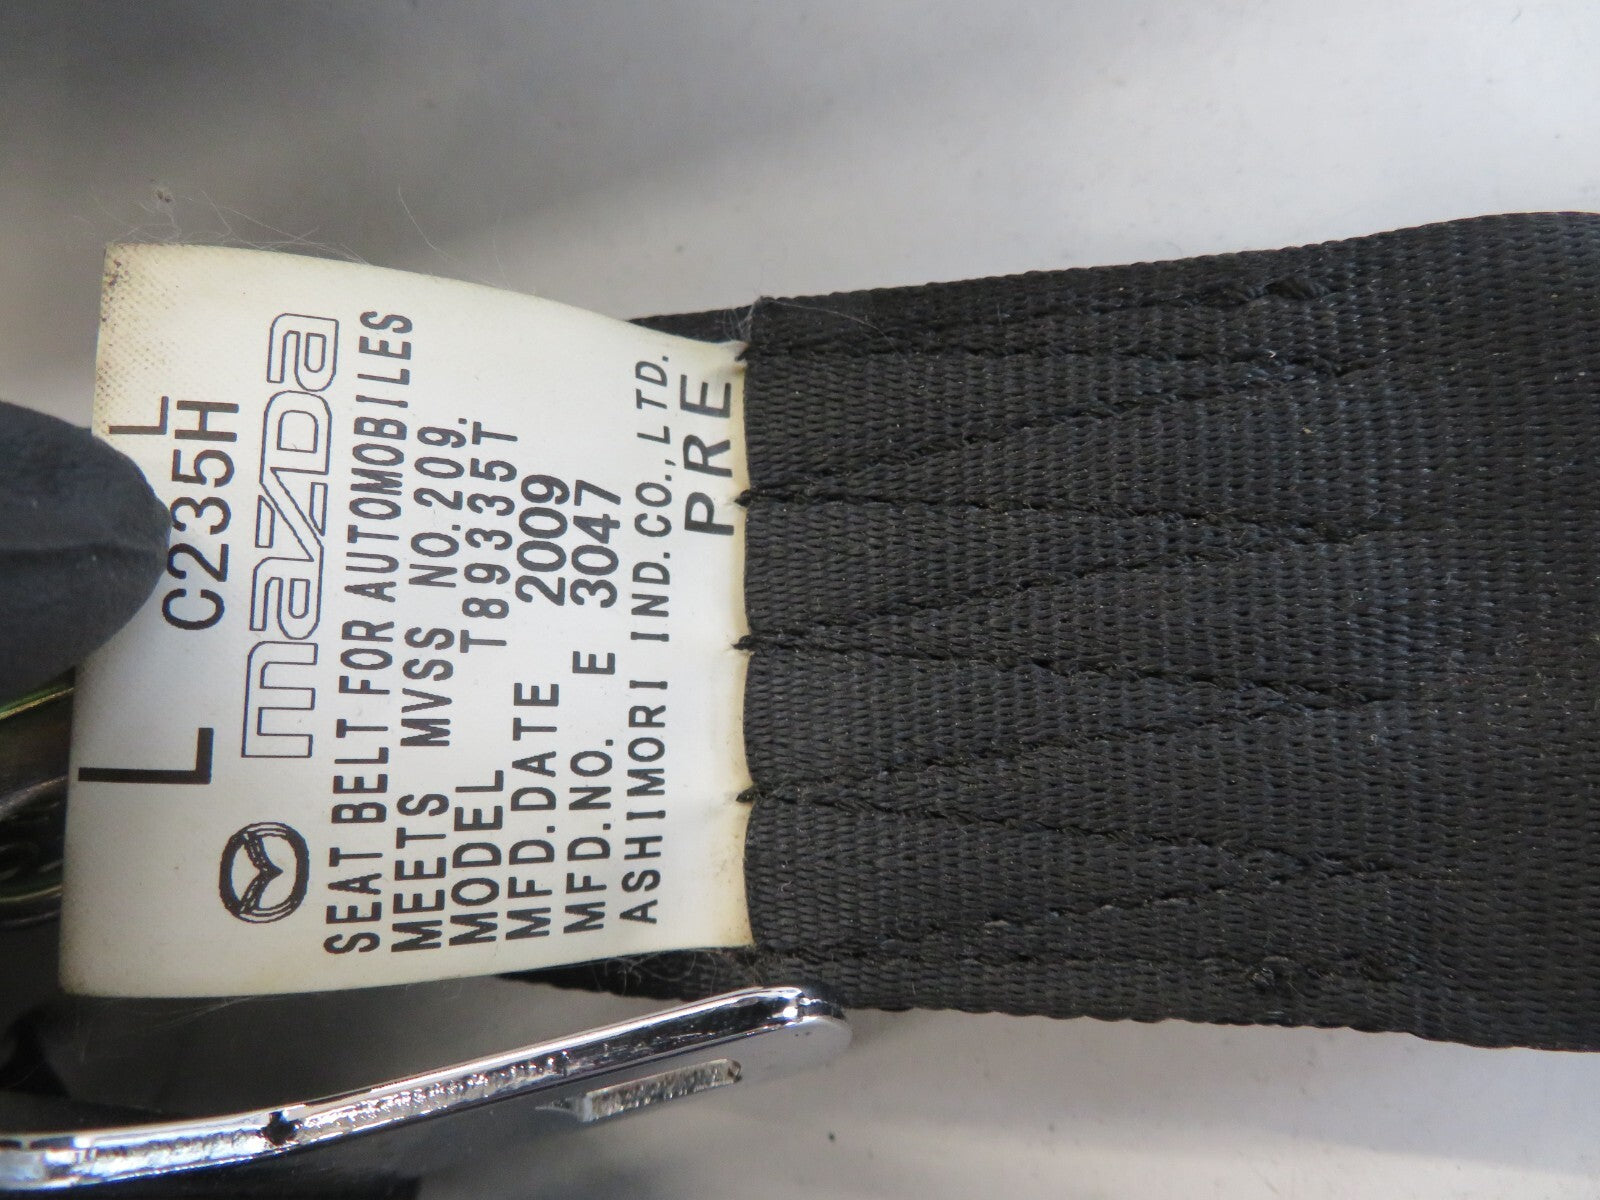 L
L
C235H
mazda
SEAT BELT FOR AUTOMOBILES
MEETS MVSS NO.209.
MODEL T89335T
MFD.DATE 2009
MFD.NO. E 3047
ASHIMORI IND.CO.,LTD.
PRE